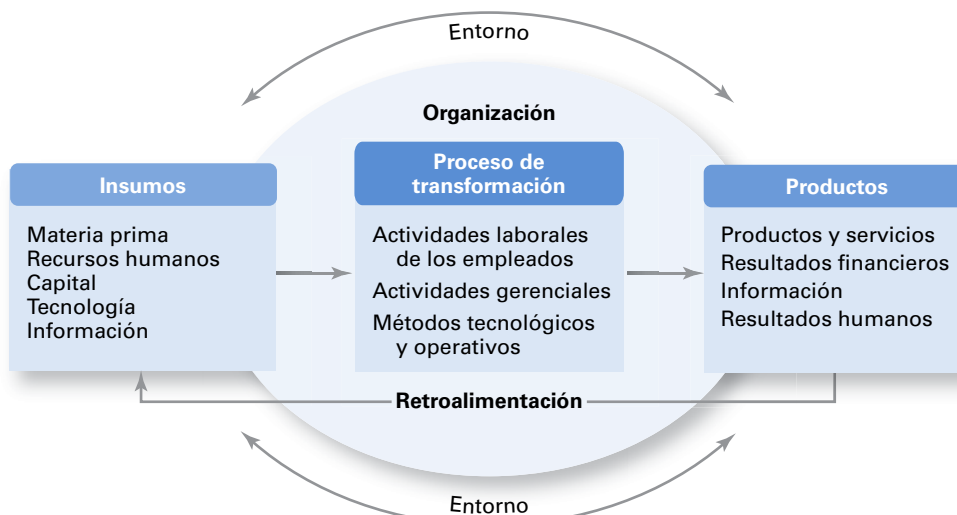 Entorno
Organización
Insumos
Materia prima
Recursos humanos
Capital
Tecnología
Información
Proceso de
transformación
Actividades laborales
de los empleados
Actividades gerenciales
Métodos tecnológicos
y operativos
Productos
Productos y servicios
Resultados financieros
Información
Resultados humanos
Retroalimentación
Entorno